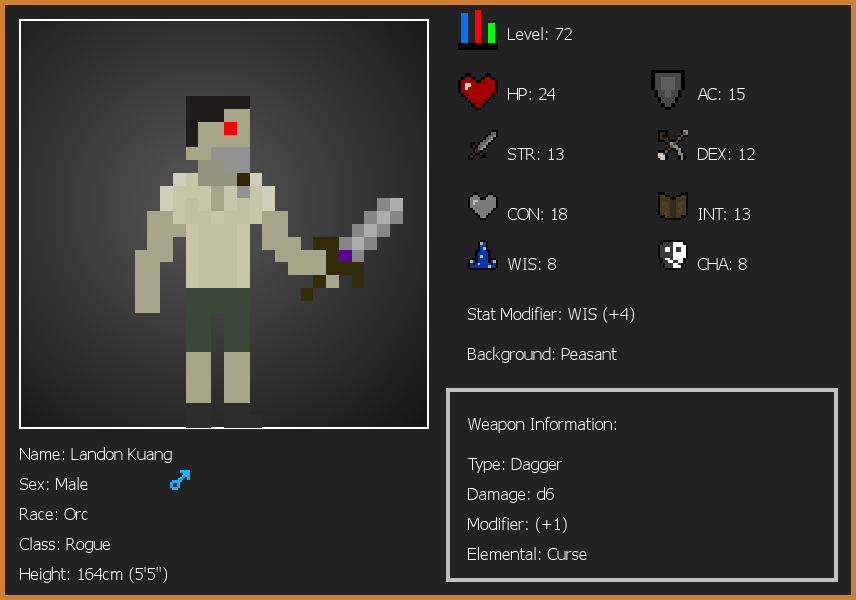 Level: 72
HP: 24
AC: 15
STR: 13
DEX: 12
CON: 18
INT: 13
WIS: 8
CHA: 8
Stat Modifier: WIS (+4)
Background: Peasant
Weapon Information:
Type: Dagger
Damage: d6
Modifier: (+1)
Elemental: Curse
Name: Landon Kuang
Sex: Male
Race: Orc
Class: Rogue
Height: 164cm (5'5")